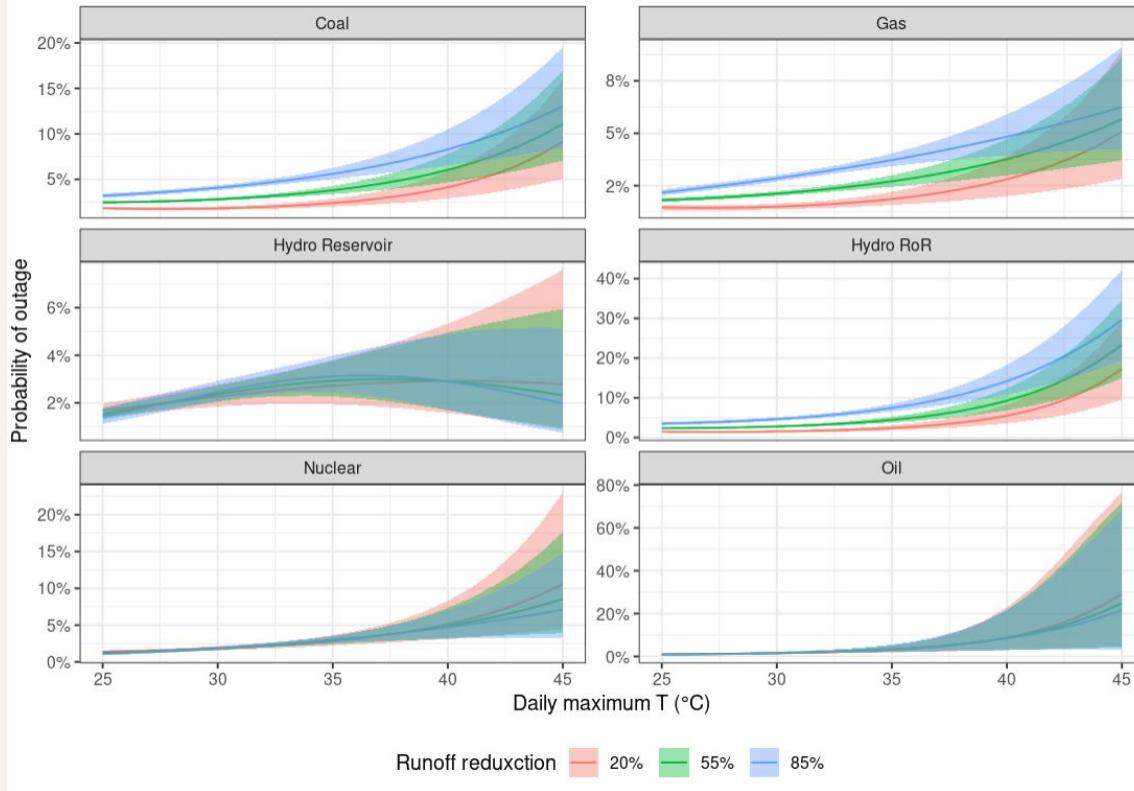 Coal
Gas
20%
15%
10%
5%
8%
5%
2%
Hydro Reservoir
Hydro RoR
6%
4%
2%
40%
30%
20%
10%
0%
Probability of outage
Nuclear
Oil
20%
15%
10%
5%
0%
80%
60%
40%
20%
0%
25 30 35 40 45
25 30 35 40 45
Daily maximum T (°C)
Runoff reduxction 20% 55% 85%